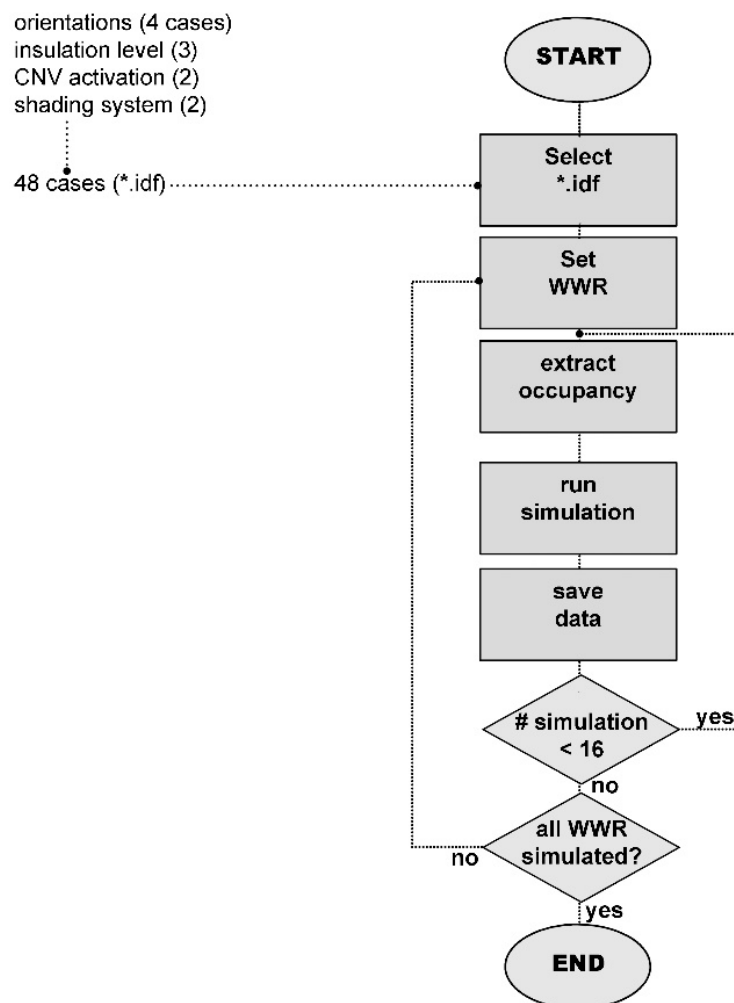 orientations (4 cases)
insulation level (3)
CNV activation (2)
shading system (2)
48 cases (*.idf)
START
Select
*.idf
Set
WWR
extract
occupancy
run
simulation
save
data
# simulation
< 16
yes
no
all WWR
simulated?
no
yes
END